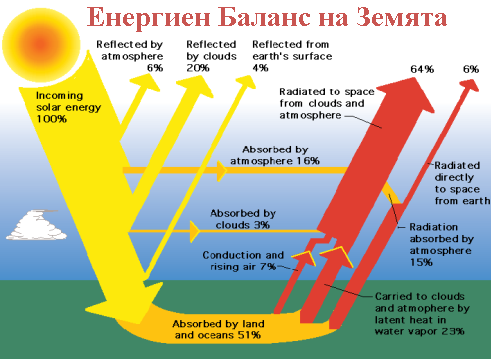 Енергиен Баланс на Земята
Reflected by
atmosphere
6%
Reflected
by clouds
20%
Reflected from
earth's surface
4%
64%
6%
Incoming
solar energy
100%
Radiated to space
from clouds and
atmosphere
Absorbed by
atmosphere 16%
Radiated
directly
to space
from earth
Absorbed by
clouds 3%
Radiation
absorbed by
atmosphere
15%
Conduction and
rising air 7%
Carried to clouds
and atmophere by
latent heat in
water vapor 23%
Absorbed by land
and oceans 51%